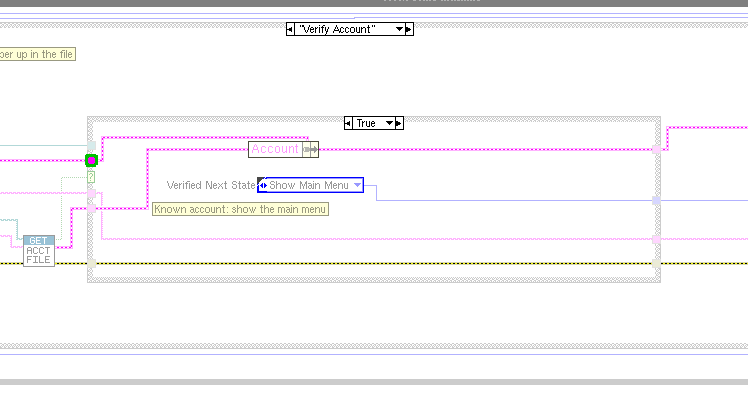 "Verify Account"
per up in the file
True
Account
?
Verified Next State
Show Main Menu
Known account: show the main menu
GET
ACCT
FILE